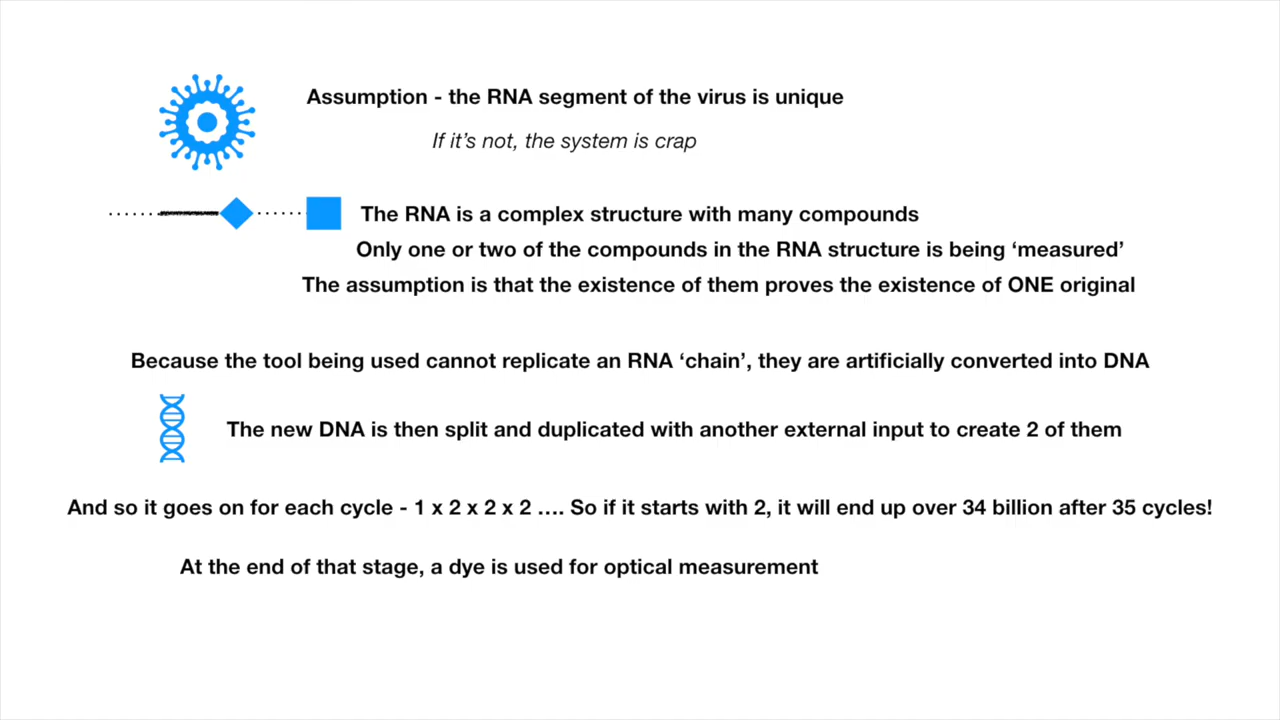 Assumption - the RNA segment of the virus is unique
If it's not, the system is crap
The RNA is a complex structure with many compounds
Only one or two of the compounds in the RNA structure is being ‘measured’
The assumption is that the existence of them proves the existence of ONE original
Because the tool being used cannot replicate an RNA ‘chain’, they are artificially converted into DNA
The new DNA is then split and duplicated with another external input to create 2 of them
And so it goes on for each cycle - 1 x 2 x 2 x 2 …. So if it starts with 2, it will end up over 34 billion after 35 cycles!
At the end of that stage, a dye is used for optical measurement